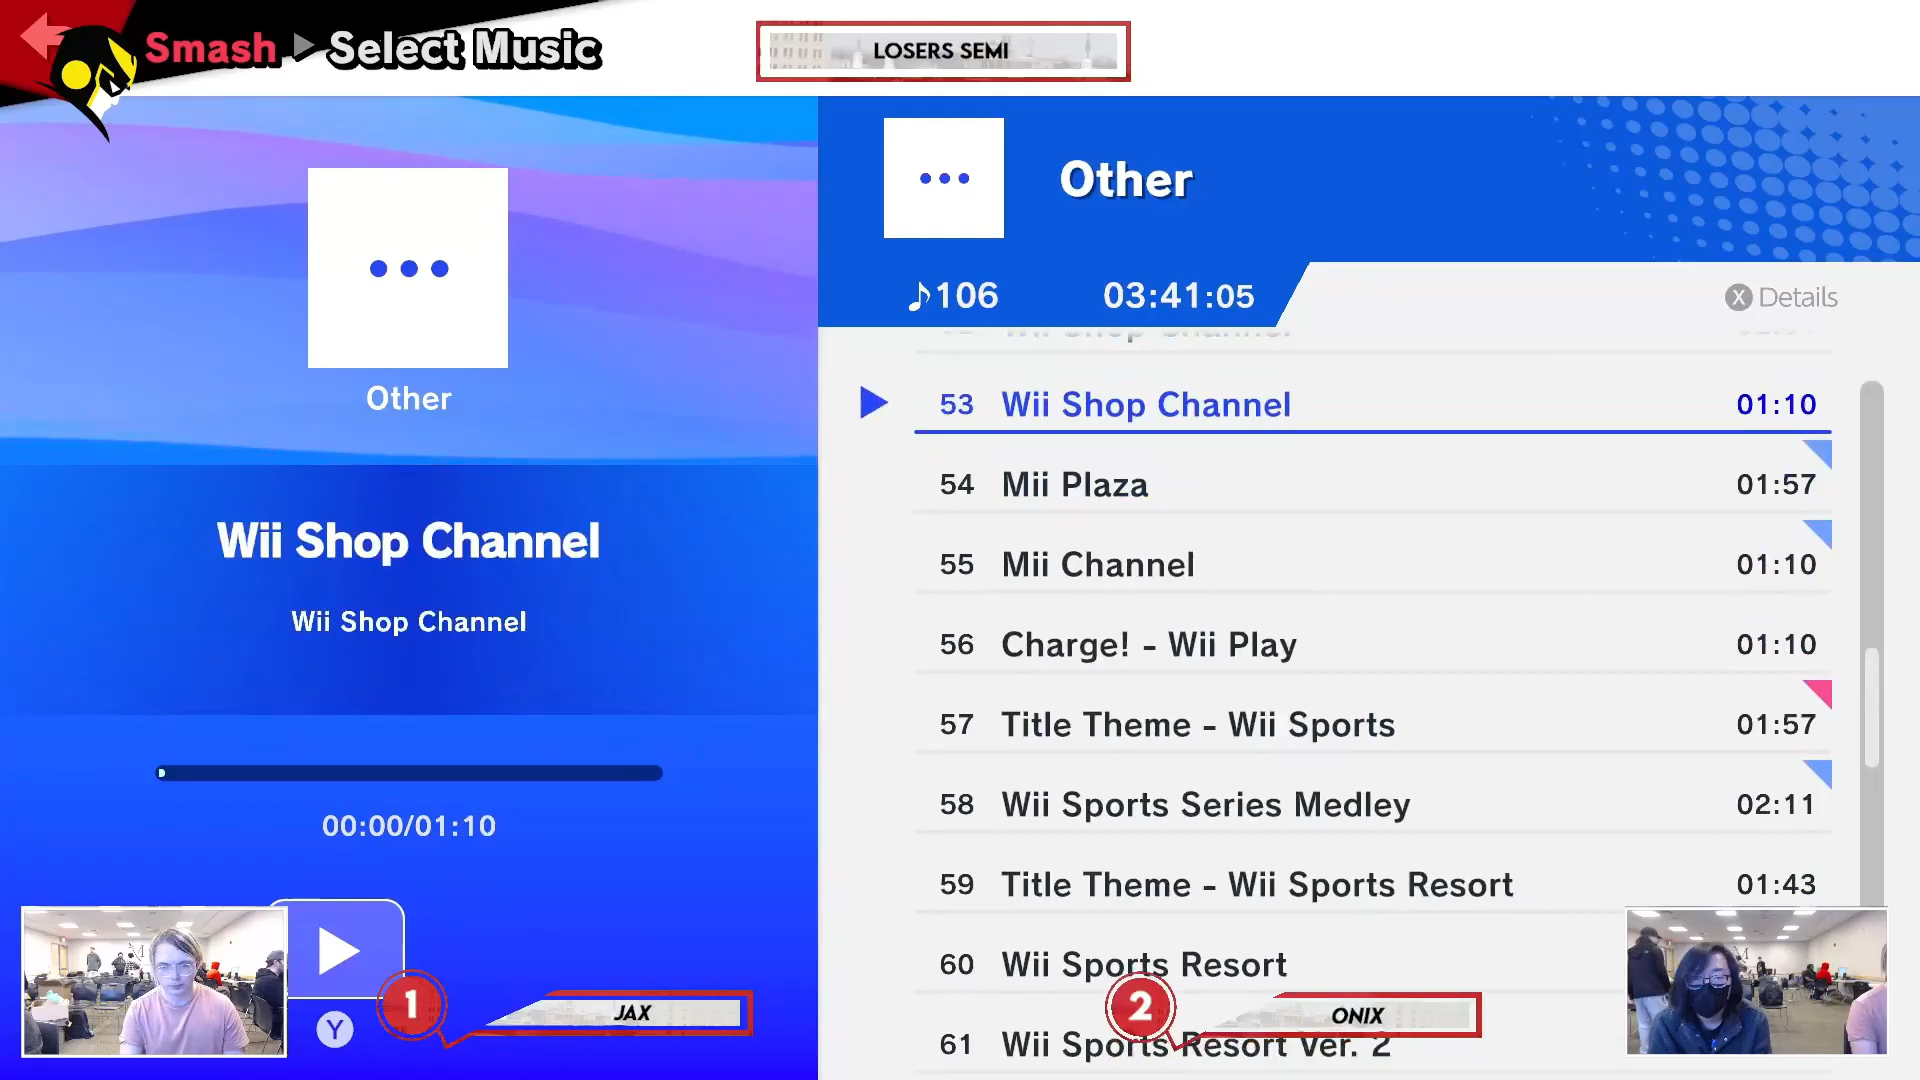 Smash ▶ Select Music
LOSERS SEMI
Other
Other
106 03:41:05
X Details
Wii Shop Channel
53 Wii Shop Channel 01:10
54 Mii Plaza 01:57
55 Mii Channel 01:10
56 Charge! - Wii Play 01:10
57 Title Theme - Wii Sports 01:57
58 Wii Sports Series Medley 02:11
59 Title Theme - Wii Sports Resort 01:43
60 Wii Sports Resort
61 Wii Sports Resort Ver. 2
Wii Shop Channel
Wii Shop Channel
00:00/01:10
Y
1 JAX
2 ONIX